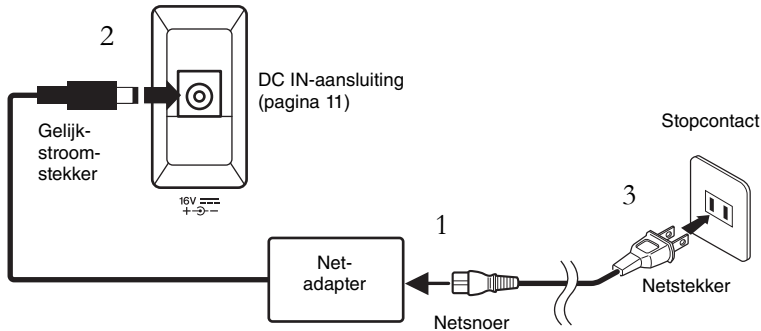 2
DC IN-aansluiting
(pagina 11)
Gelijk-
stroom-
stekker
16V
+ -
Stopcontact
1
3
Net-
adapter
Netstekker
Netsnoer